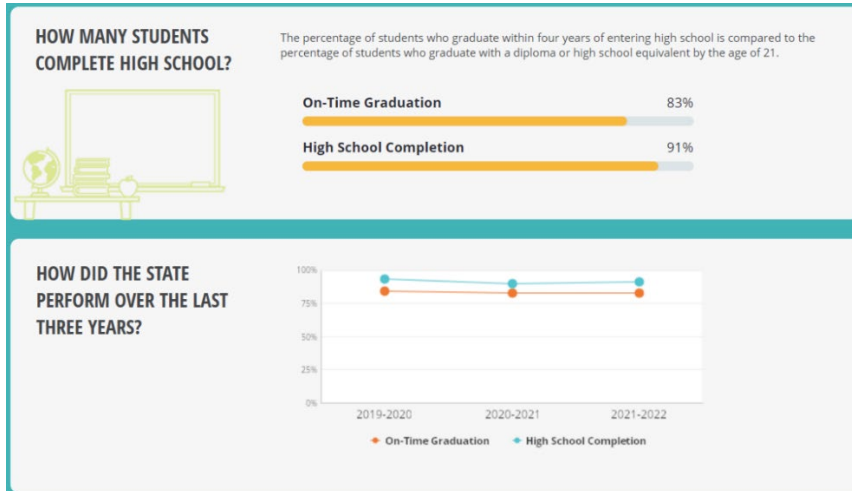 HOW MANY STUDENTS
COMPLETE HIGH SCHOOL?
The percentage of students who graduate within four years of entering high school is compared to the
percentage of students who graduate with a diploma or high school equivalent by the age of 21.
On-Time Graduation 83%
High School Completion 91%
HOW DID THE STATE
PERFORM OVER THE LAST
THREE YEARS?
100%
75%
50%
25%
0%
2019-2020 2020-2021 2021-2022
On-Time Graduation High School Completion